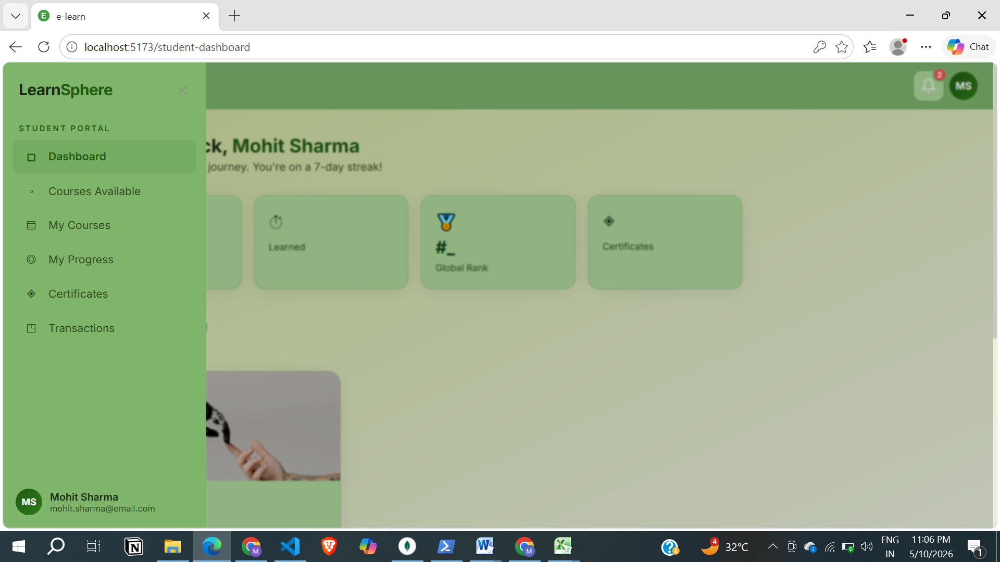 e-learn
localhost:5173/student-dashboard
Chat
LearnSphere
2
MS
STUDENT PORTAL
Dashboard
Courses Available
My Courses
My Progress
Certificates
Transactions
ck, Mohit Sharma
journey. You're on a 7-day streak!
Learned
#_
Global Rank
Certificates
MS
Mohit Sharma
mohit.sharma@email.com
4
32°C
ENG
IN
11:06 PM
5/10/2026
1